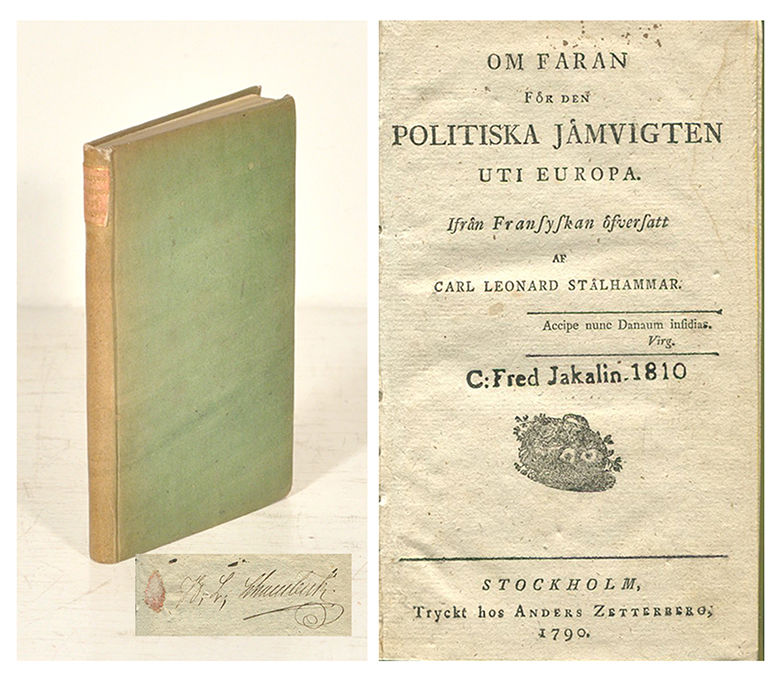 OM FARAN
FÖR DEN
POLITISKA JÄMVIGTEN
UTI EUROPA.
Ifrån Franſyſkan öfverſatt
AF
CARL LEONARD STÅLHAMMAR.
Accipe nunc Danaum inſidias.
Virg.
C:Fred Jakalin.1810
STOCKHOLM,
Tryckt hos ANDERS ZETTERBERG,
1790.